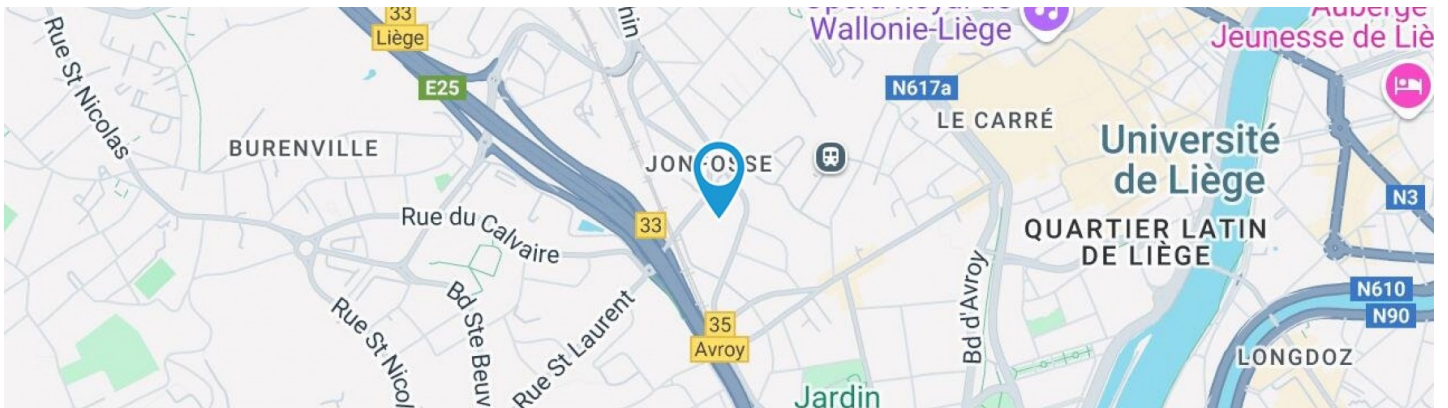 33
Liège
Wallonie-Liège
Auberge
Jeunesse de Liè
E25
N617a
Rue St Nicolas
BURENVILLE
JONFOSSE
LE CARRÉ
Université
de Liège
N3
Rue du Calvaire
33
QUARTIER LATIN
DE LIÈGE
Bd d'Avroy
N610
N90
Bd Ste Beuv
Rue St Nicol
Rue St Laurent
35
Avroy
LONGDOZ
Jardin